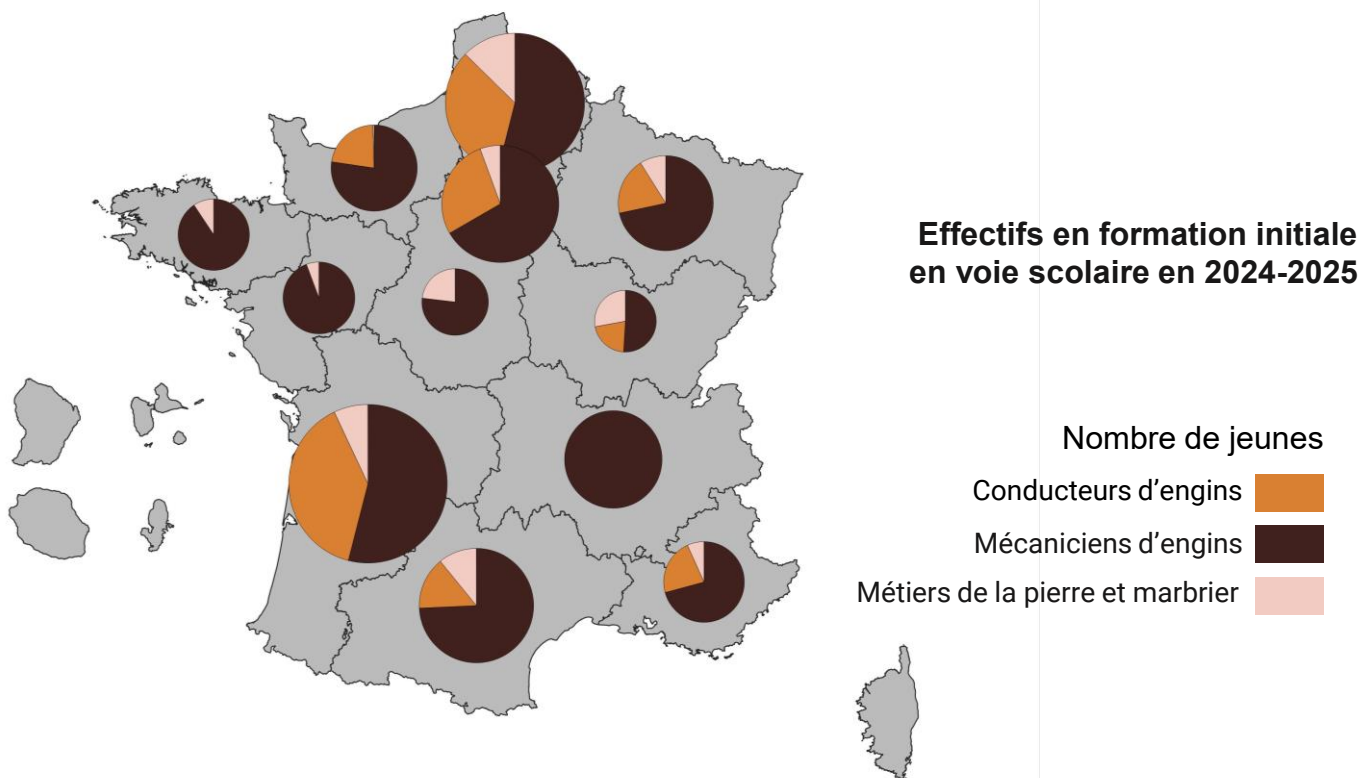 Effectifs en formation initiale
en voie scolaire en 2024-2025
Nombre de jeunes
Conducteurs d’engins
Mécaniciens d’engins
Métiers de la pierre et marbrier